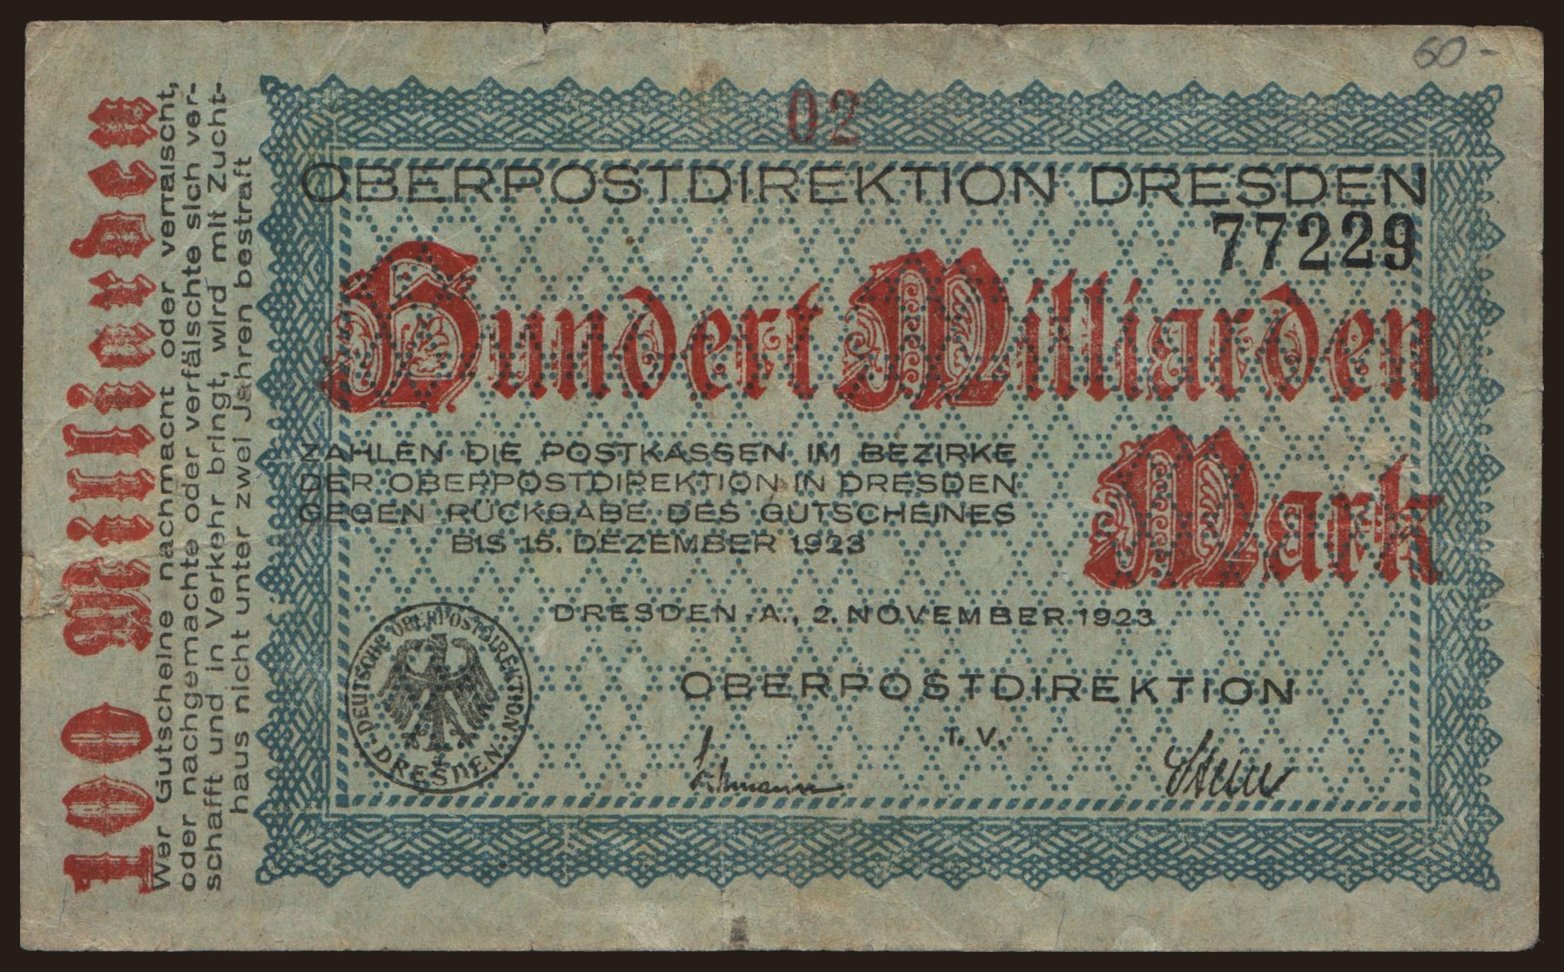 60-
02
OBERPOSTDIREKTION DRESDEN
77229
Hundert Milliarden
Mark
ZAHLEN DIE POSTKASSEN IM BEZIRKE
DER OBERPOSTDIREKTION IN DRESDEN
GEGEN RÜCKGABE DES GUTSCHEINES
BIS 15. DEZEMBER 1923
DRESDEN-A., 2. NOVEMBER 1923
OBERPOSTDIREKTION
I. V.
DEUTSCHE OBERPOSTDIREKTION
DRESDEN
100 Milliarden
Wer Gutscheine nachmacht oder verfälscht,
oder nachgemachte oder verfälschte sich ver-
schafft und in Verkehr bringt, wird mit Zucht-
haus nicht unter zwei Jahren bestraft